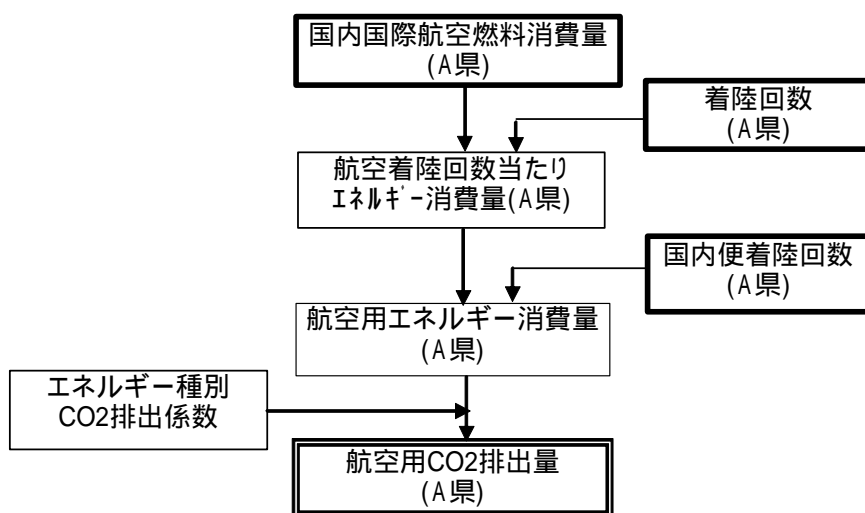 国内国際航空燃料消費量
(A県)
着陸回数
(A県)
航空着陸回数当たり
ｴﾈﾙｷﾞｰ消費量(A県)
国内便着陸回数
(A県)
航空用エネルギー消費量
(A県)
エネルギー種別
CO2排出係数
航空用CO2排出量
(A県)